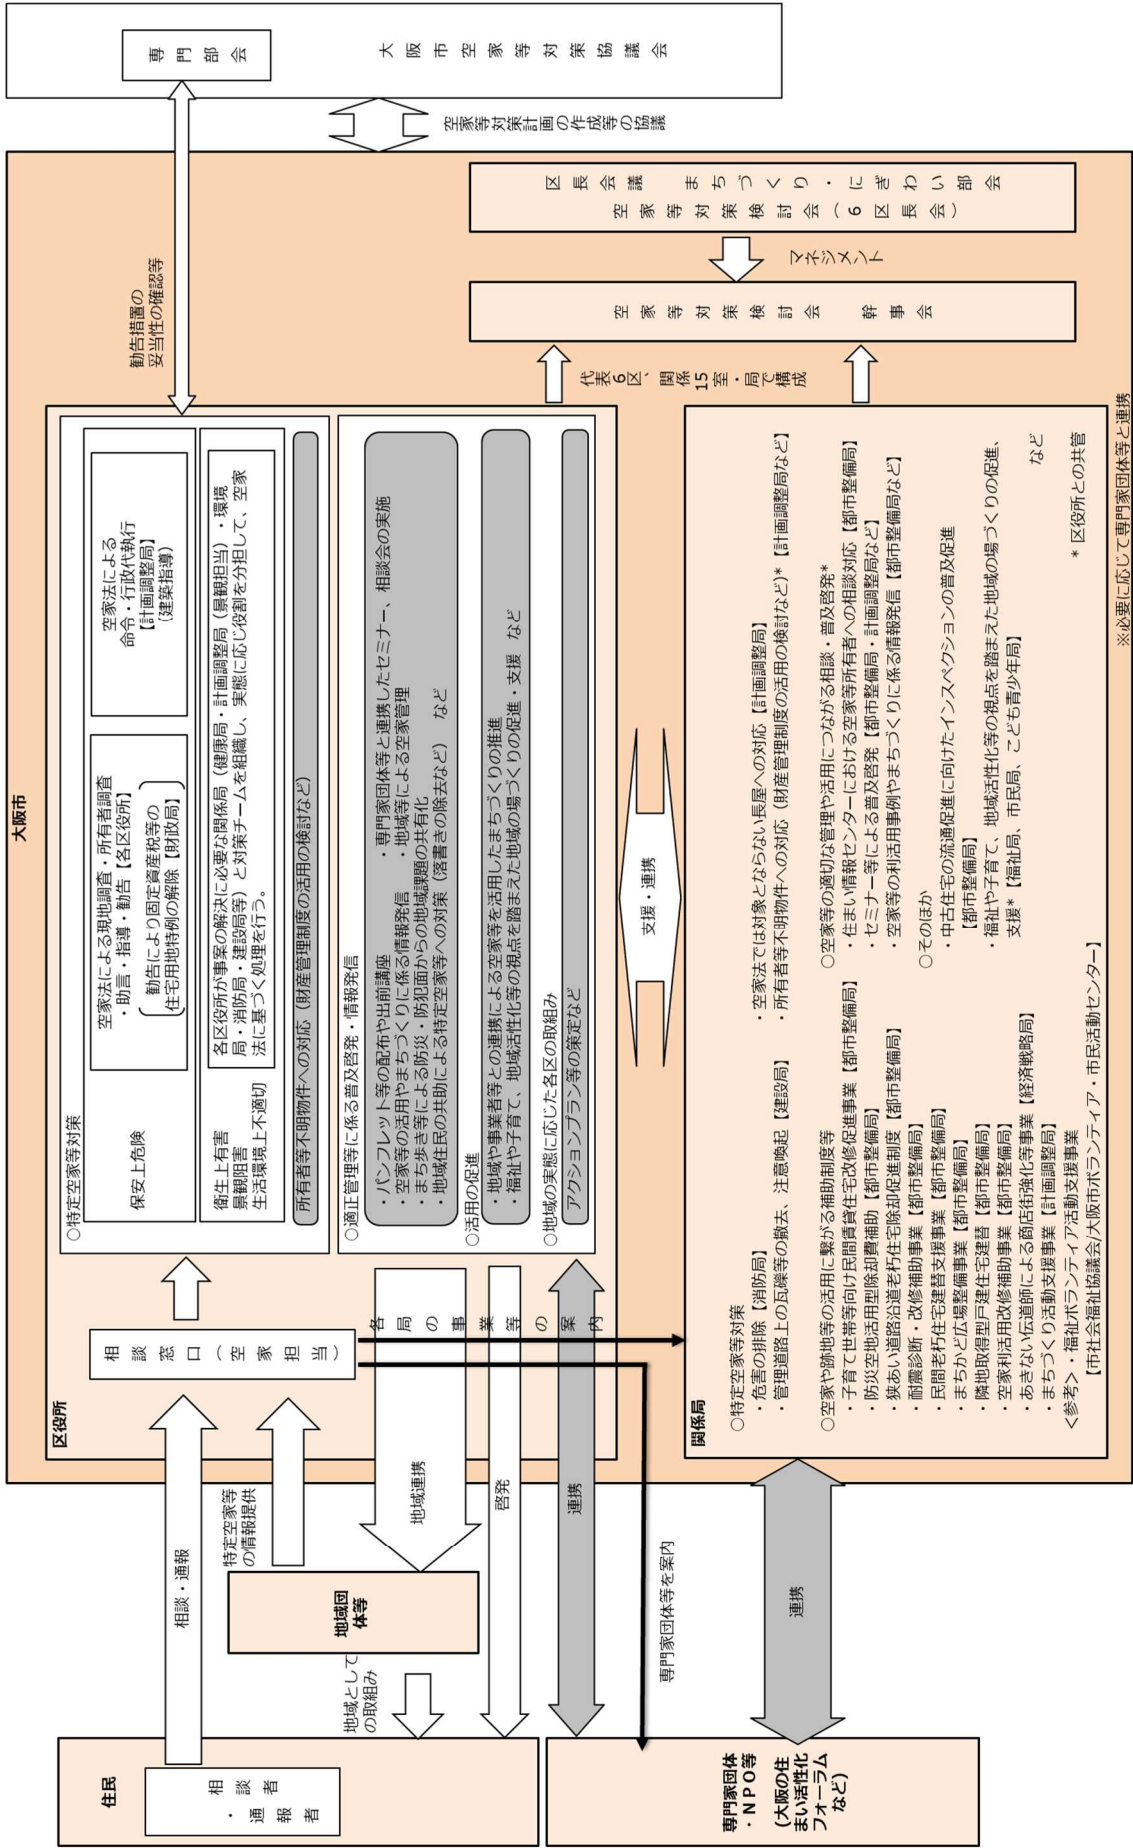 大阪市
区役所
住民
相談者
・通報者
相談・通報
特定空家等
の情報提供
地域団
体等
地域として
の取組み
地域連携
啓発
連携
相談窓口（空家担当）
各局の事業等の案内
専門家団体等を案内
専門家団体
・ＮＰＯ等
(大阪の住
まい活性化
フォーラム
など)
連携
○特定空家等対策
保安上危険
空家法による現地調査・所有者調査
・助言・指導・勧告【各区役所】
勧告により固定資産税等の
住宅用地特例の解除【財政局】
空家法による
命令・行政代執行
【計画調整局】
(建築指導)
衛生上有害
景観阻害
生活環境上不適切
各区役所が事案の解決に必要な関係局（健康局・計画調整局（景観担当）・環境
局・消防局・建設局等）と対策チームを組織し、実態に応じ役割を分担して、空家
法に基づく処理を行う。
所有者等不明物件への対応（財産管理制度の活用の検討など）
○適正管理等に係る普及啓発・情報発信
・パンフレット等の配布や出前講座
・専門家団体等と連携したセミナー、相談会の実施
・空家等の活用やまちづくりに係る情報発信
・地域等による空家管理
・まち歩き等による防災・防犯面からの地域課題の共有化
・地域住民の共助による特定空家等への対策（落書きの除去など）　など
○活用の促進
・地域や事業者等との連携による空家等を活用したまちづくりの推進
・福祉や子育て、地域活性化等の視点を踏まえた地域の場づくりの促進・支援　など
○地域の実態に応じた各区の取組み
アクションプラン等の策定など
支援・連携
関係局
○特定空家等対策
・危害の排除【消防局】
・管理道路上の瓦礫等の撤去、注意喚起【建設局】
・空家法では対象とならない長屋への対応【計画調整局】
・所有者等不明物件への対応（財産管理制度の活用の検討など)*【計画調整局など】
○空家や跡地等の活用に繋がる補助制度等
・子育て世帯等向け民間賃貸住宅改修促進事業【都市整備局】
・防災空地活用型除却費補助【都市整備局】
・狭あい道路沿道老朽住宅除却促進制度【都市整備局】
・耐震診断・改修補助事業【都市整備局】
・民間老朽住宅建替支援事業【都市整備局】
・まちかど広場整備事業【都市整備局】
・隣地取得型戸建住宅建替【都市整備局】
・空家利活用改修補助事業【都市整備局】
・あきない伝道師による商店街強化等事業【経済戦略局】
・まちづくり活動支援事業【計画調整局】
＜参考＞・福祉ボランティア活動支援事業
【市社会福祉協議会/大阪市ボランティア・市民活動センター】
○空家等の適切な管理や活用につながる相談・普及啓発*
・住まい情報センターにおける空家等所有者への相談対応【都市整備局】
・セミナー等による普及啓発【都市整備局・計画調整局など】
・空家等の利活用事例やまちづくりに係る情報発信【都市整備局など】
○そのほか
・中古住宅の流通促進に向けたインスペクションの普及促進
【都市整備局】
・福祉や子育て、地域活性化等の視点を踏まえた地域の場づくりの促進、
支援*【福祉局、市民局、こども青少年局】
など
* 区役所との共管
※必要に応じて専門家団体等と連携
代表6区、関係15室・局で構成
空家等対策検討会　幹事会
マネジメント
区長会議　まちづくり・にぎわい部会
空家等対策検討会（6区長会）
勧告措置の
妥当性の確認等
空家等対策計画の作成等の協議
専門部会
大阪市空家等対策協議会